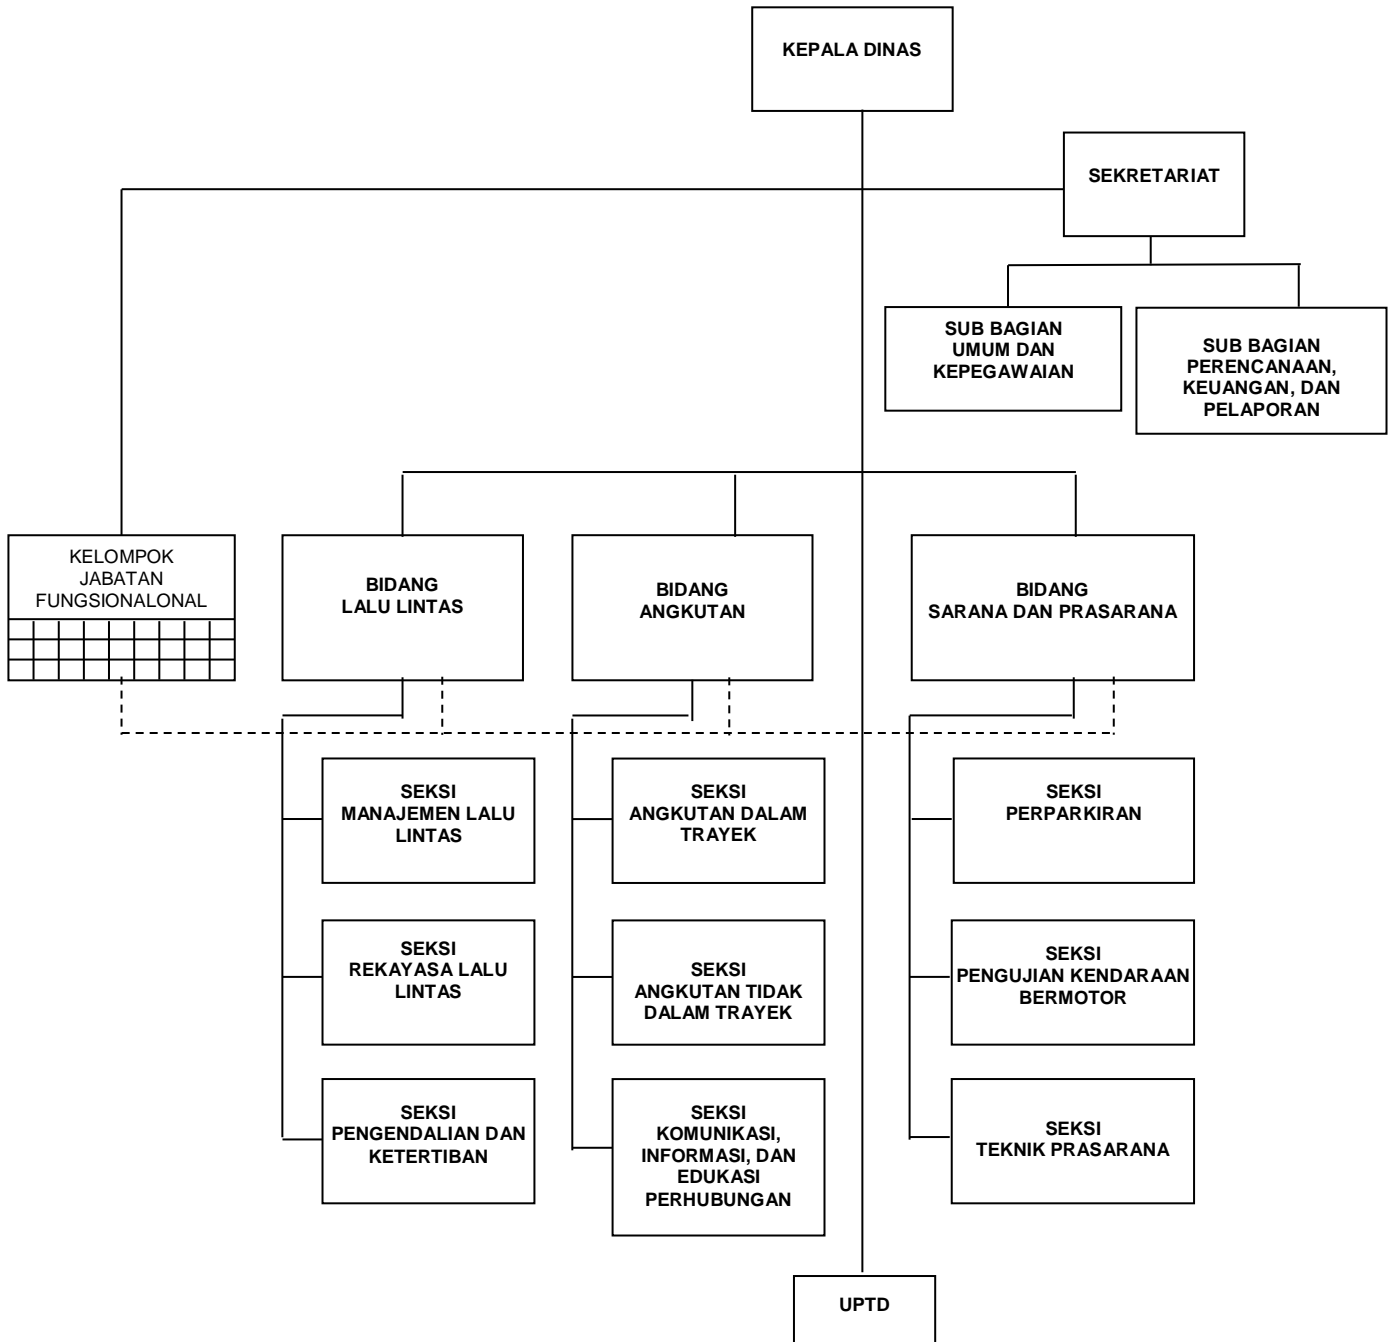 KEPALA DINAS
SEKRETARIAT
SUB BAGIAN
UMUM DAN
KEPEGAWAIAN
SUB BAGIAN
PERENCANAAN,
KEUANGAN, DAN
PELAPORAN
KELOMPOK
JABATAN
FUNGSIONALONAL
BIDANG
LALU LINTAS
BIDANG
ANGKUTAN
BIDANG
SARANA DAN PRASARANA
SEKSI
MANAJEMEN LALU
LINTAS
SEKSI
ANGKUTAN DALAM
TRAYEK
SEKSI
PERPARKIRAN
SEKSI
REKAYASA LALU
LINTAS
SEKSI
ANGKUTAN TIDAK
DALAM TRAYEK
SEKSI
PENGUJIAN KENDARAAN
BERMOTOR
SEKSI
PENGENDALIAN DAN
KETERTIBAN
SEKSI
KOMUNIKASI,
INFORMASI, DAN
EDUKASI
PERHUBUNGAN
SEKSI
TEKNIK PRASARANA
UPTD